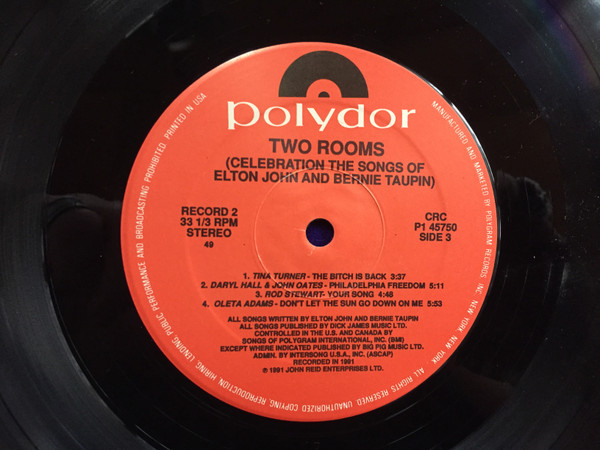 polydor
TWO ROOMS
(CELEBRATION THE SONGS OF
ELTON JOHN AND BERNIE TAUPIN)
RECORD 2
33 1/3 RPM
STEREO
49
CRC
P1 45750
SIDE 3
1. TINA TURNER - THE BITCH IS BACK 3:37
2. DARYL HALL & JOHN OATES - PHILADELPHIA FREEDOM 5:11
3. ROD STEWART - YOUR SONG 4:48
4. OLETA ADAMS - DON'T LET THE SUN GO DOWN ON ME 5:53
ALL SONGS WRITTEN BY ELTON JOHN AND BERNIE TAUPIN
ALL SONGS PUBLISHED BY DICK JAMES MUSIC LTD.
CONTROLLED IN THE U.S. AND CANADA BY
SONGS OF POLYGRAM INTERNATIONAL, INC. (BMI)
EXCEPT WHERE INDICATED PUBLISHED BY BIG PIG MUSIC LTD.
ADMIN. BY INTERSONG U.S.A., INC. (ASCAP)
RECORDED IN 1991
℗ 1991 JOHN REID ENTERPRISES LTD.
MANUFACTURED AND MARKETED BY POLYGRAM RECORDS INC. NEW YORK, NEW YORK. ALL RIGHTS RESERVED. UNAUTHORIZED COPYING, REPRODUCTION HIRING, LENDING PUBLIC PERFORMANCE AND BROADCASTING PROHIBITED. PRINTED IN USA